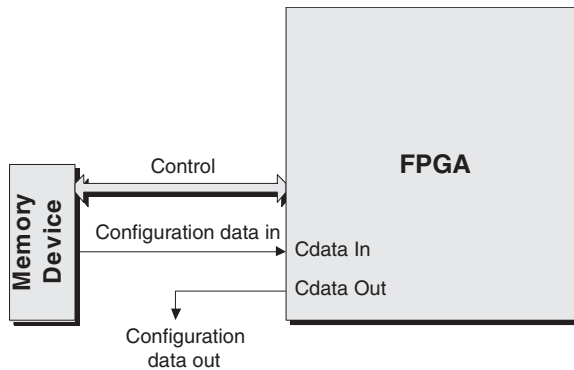 Control
FPGA
Memory
Device
Configuration data in
Cdata In
Cdata Out
Configuration
data out